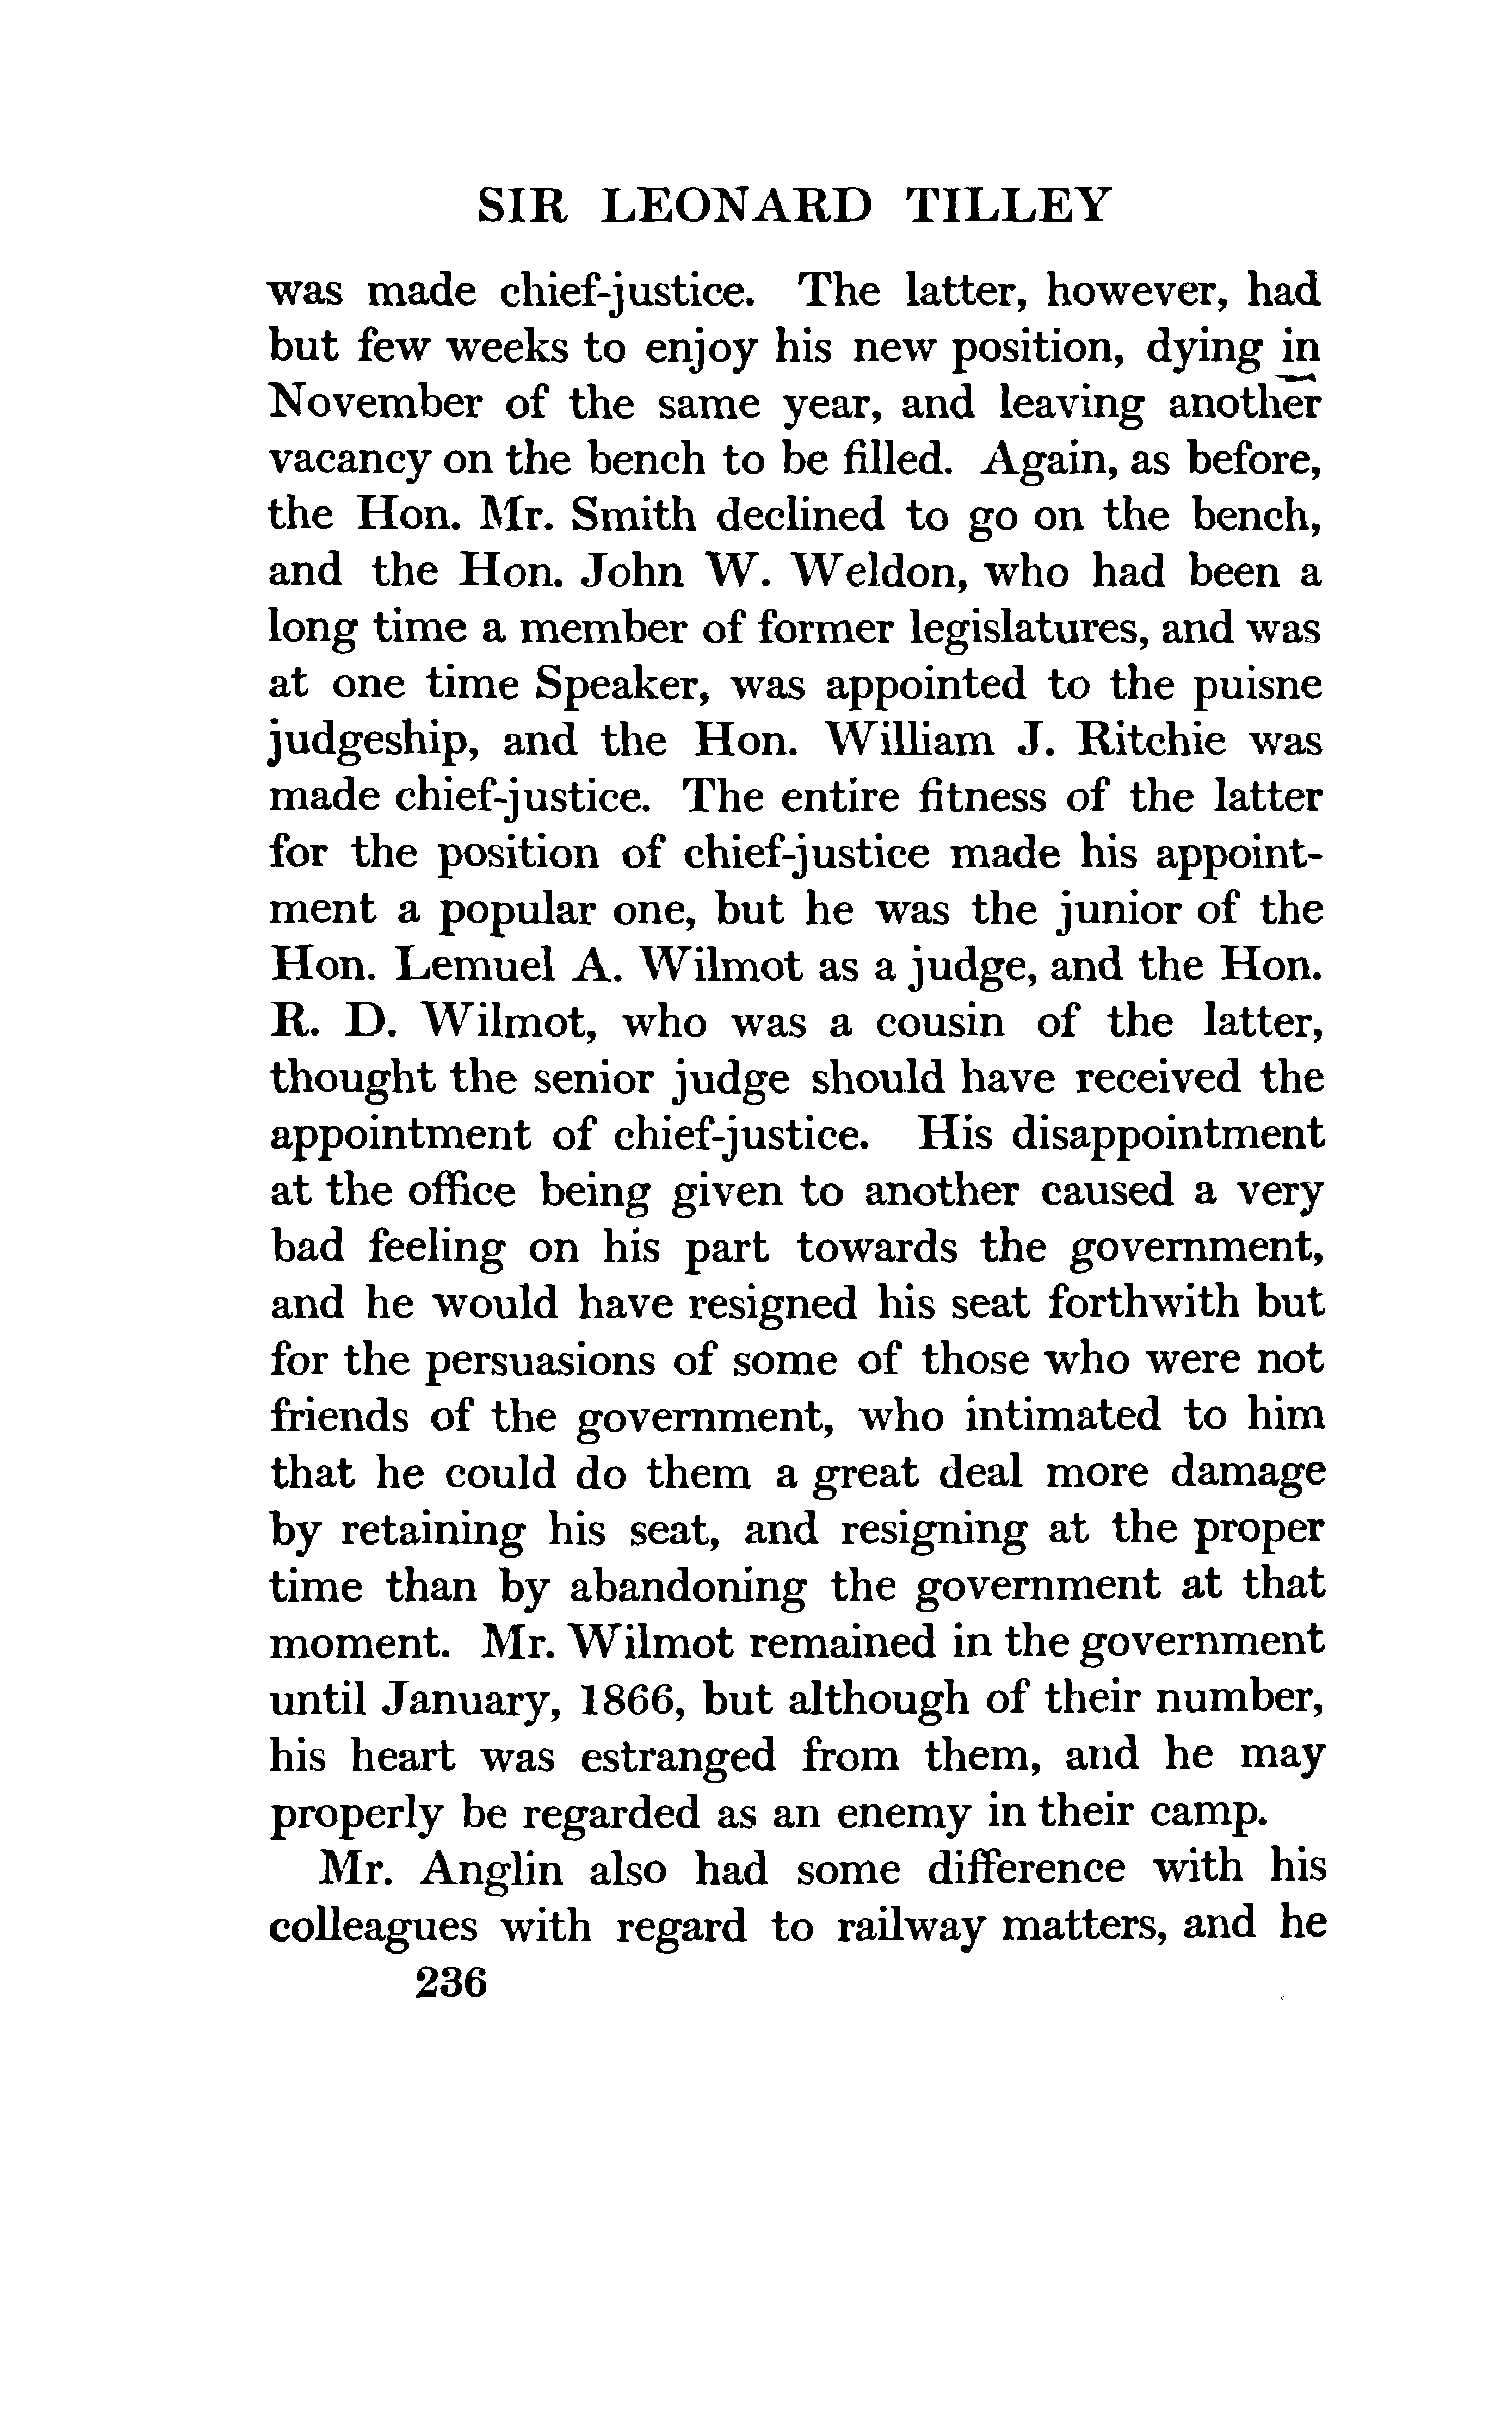 SIR LEONARD TILLEY
was made chief-justice. The latter, however, had
but few weeks to enjoy his new position, dying in
November of the same year, and leaving another
vacancy on the bench to be filled. Again, as before,
the Hon. Mr. Smith declined to go on the bench,
and the Hon. John W. Weldon, who had been a
long time a member of former legislatures, and was
at one time Speaker, was appointed to the puisne
judgeship, and the Hon. William J. Ritchie was
made chief-justice. The entire fitness of the latter
for the position of chief-justice made his appoint-
ment a popular one, but he was the junior of the
Hon. Lemuel A. Wilmot as a judge, and the Hon.
R. D. Wilmot, who was a cousin of the latter,
thought the senior judge should have received the
appointment of chief-justice. His disappointment
at the office being given to another caused a very
bad feeling on his part towards the government,
and he would have resigned his seat forthwith but
for the persuasions of some of those who were not
friends of the government, who intimated to him
that he could do them a great deal more damage
by retaining his seat, and resigning at the proper
time than by abandoning the government at that
moment. Mr. Wilmot remained in the government
until January, 1866, but although of their number,
his heart was estranged from them, and he may
properly be regarded as an enemy in their camp.
Mr. Anglin also had some difference with his
colleagues with regard to railway matters, and he
236